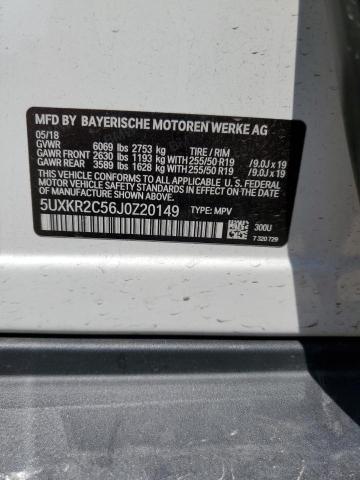 MFD BY BAYERISCHE MOTOREN WERKE AG
05/18
GVWR 6069 lbs 2753 kg TIRE / RIM
GAWR FRONT 2630 lbs 1193 kg WITH 255/50 R19 /9.0J x 19
GAWR REAR 3589 lbs 1628 kg WITH 255/50 R19 /9.0J x 19
THIS VEHICLE CONFORMS TO ALL APPLICABLE U.S. FEDERAL MOTOR VEHICLE
SAFETY STANDARDS IN EFFECT ON THE DATE OF MANUFACTURE SHOWN ABOVE.
5UXKR2C56J0Z20149 TYPE: MPV
300U
7 320 729